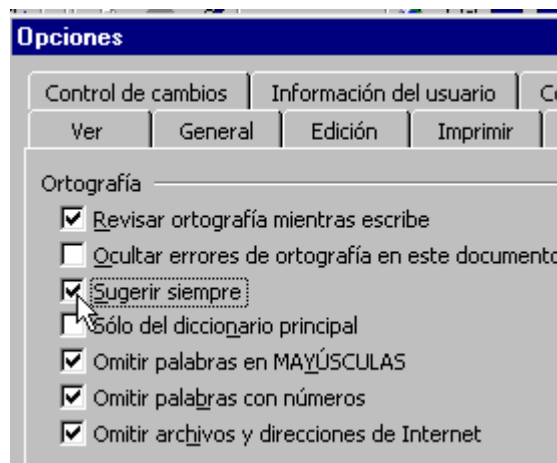 Opciones
Control de cambios Información del usuario
Ver General Edición Imprimir
Ortografía
Revisar ortografía mientras escribe
Ocultar errores de ortografía en este documento
Sugerir siempre
Sólo del diccionario principal
Omitir palabras en MAYÚSCULAS
Omitir palabras con números
Omitir archivos y direcciones de Internet